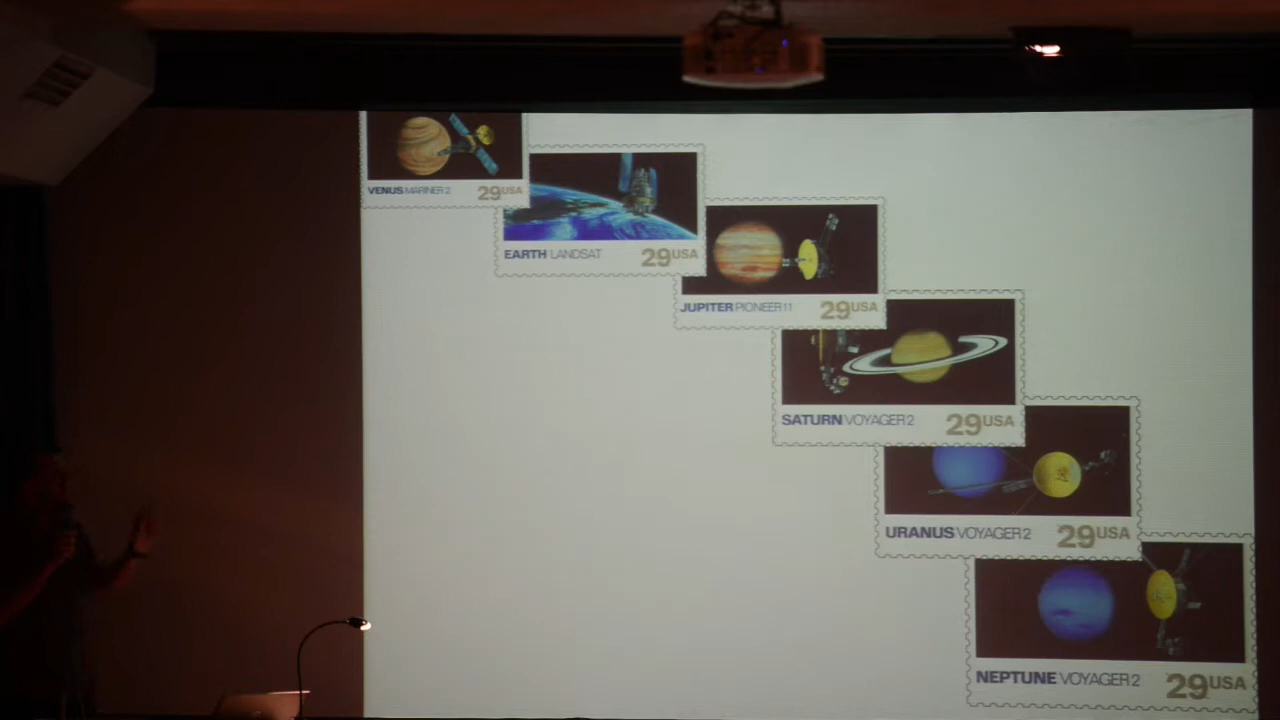 VENUS MARINER 2 29USA
EARTH LANDSAT 29USA
JUPITER PIONEER 11 29USA
SATURN VOYAGER 2 29USA
URANUS VOYAGER 2 29USA
NEPTUNE VOYAGER 2 29USA